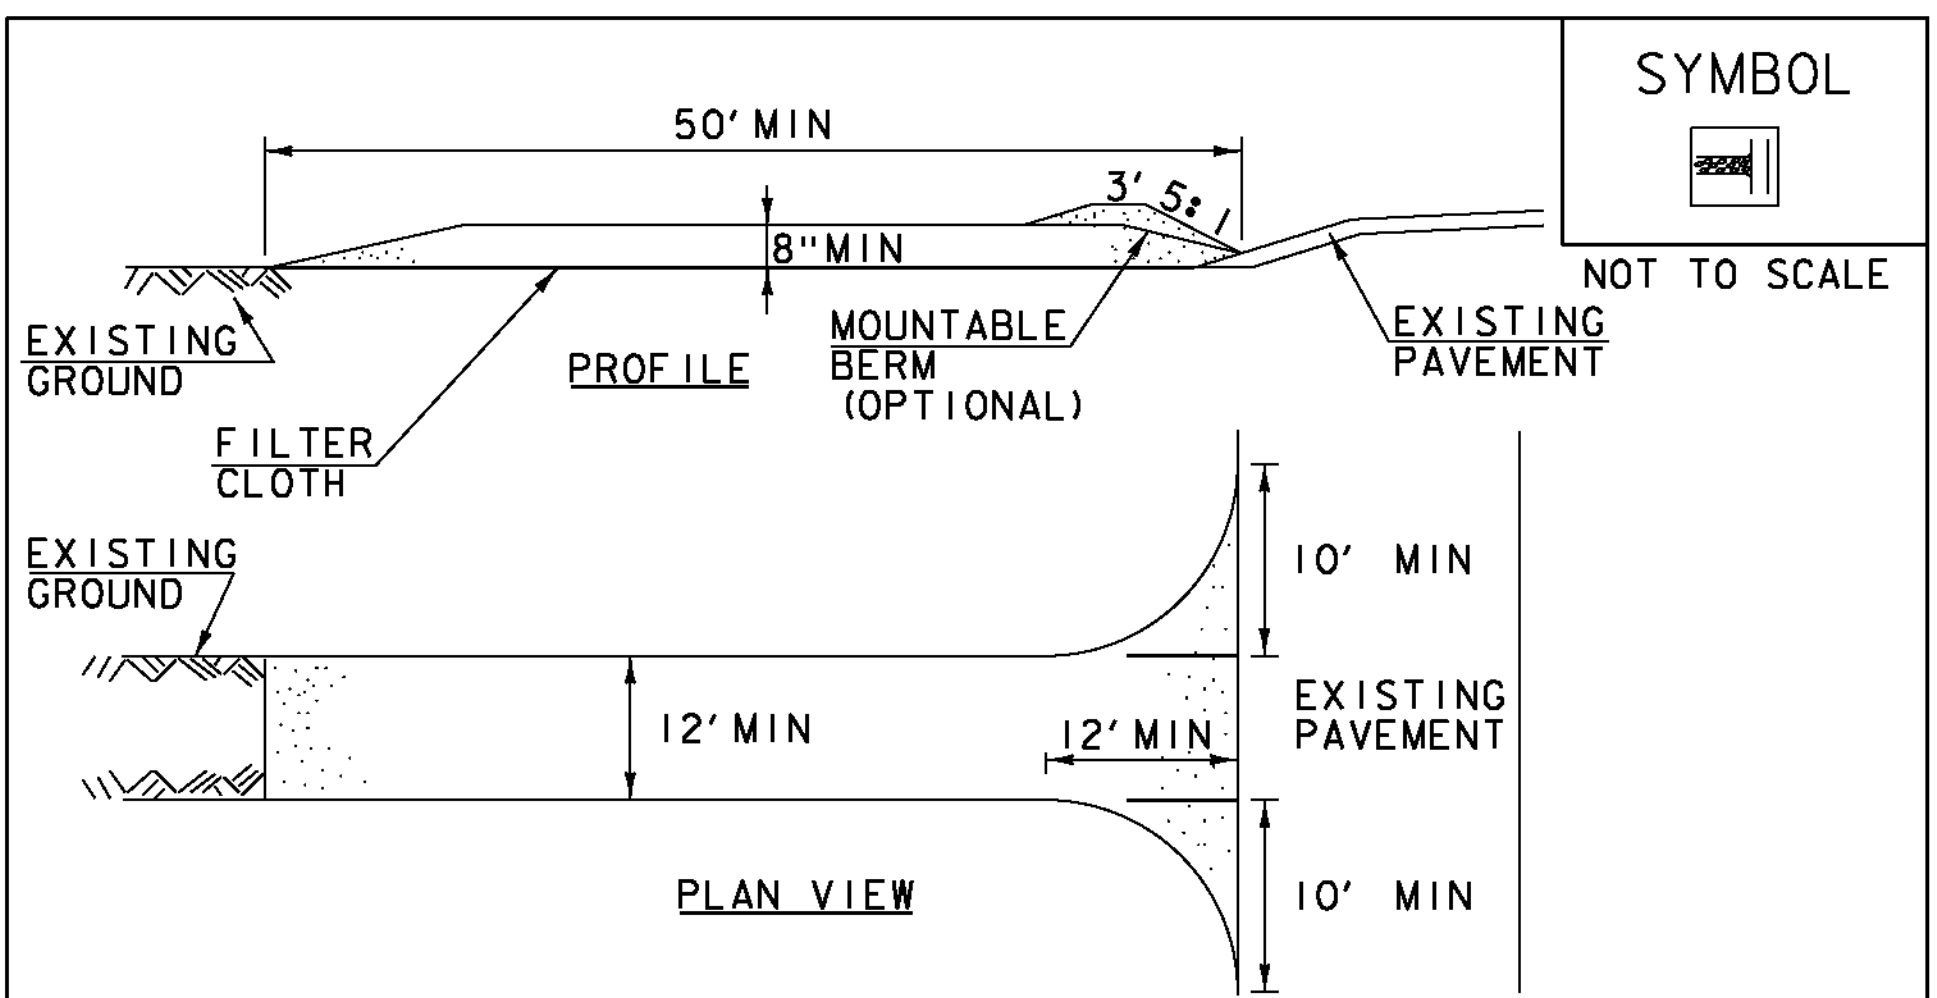 SYMBOL
50' MIN
3' 5:1
8" MIN
NOT TO SCALE
EXISTING
GROUND
PROFILE
MOUNTABLE
BERM
(OPTIONAL)
EXISTING
PAVEMENT
FILTER
CLOTH
EXISTING
GROUND
10' MIN
12' MIN
12' MIN
EXISTING
PAVEMENT
PLAN VIEW
10' MIN